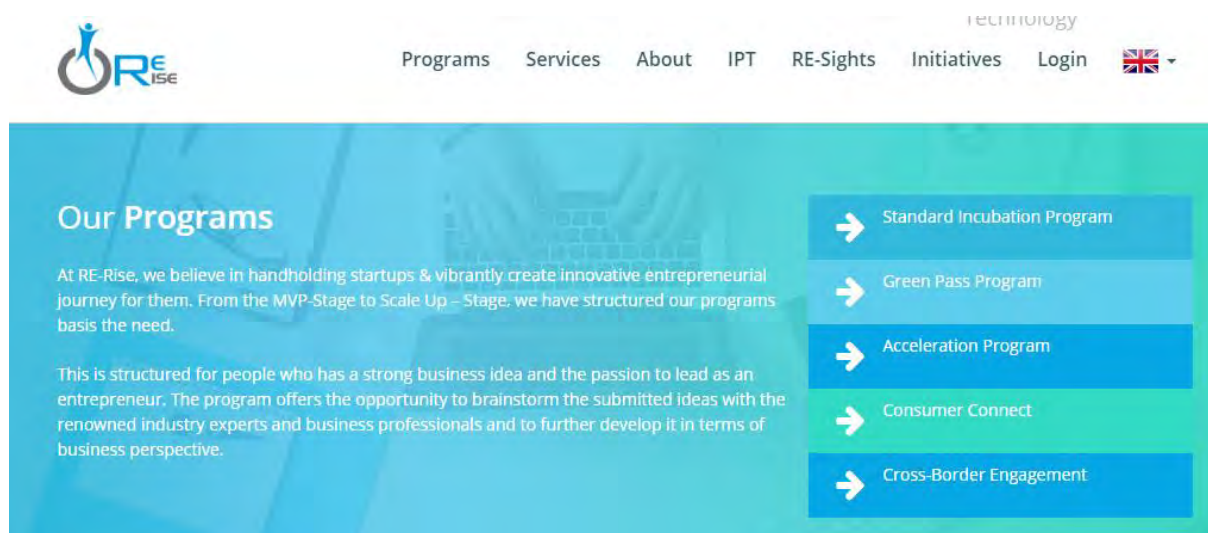 Technology
RE
ISE
Programs Services About IPT RE-Sights Initiatives Login
Our Programs
At RE-Rise, we believe in handholding startups & vibrantly create innovative entrepreneurial
journey for them. From the MVP-Stage to Scale Up – Stage, we have structured our programs
basis the need.
This is structured for people who has a strong business idea and the passion to lead as an
entrepreneur. The program offers the opportunity to brainstorm the submitted ideas with the
renowned industry experts and business professionals and to further develop it in terms of
business perspective.
Standard Incubation Program
Green Pass Program
Acceleration Program
Consumer Connect
Cross-Border Engagement